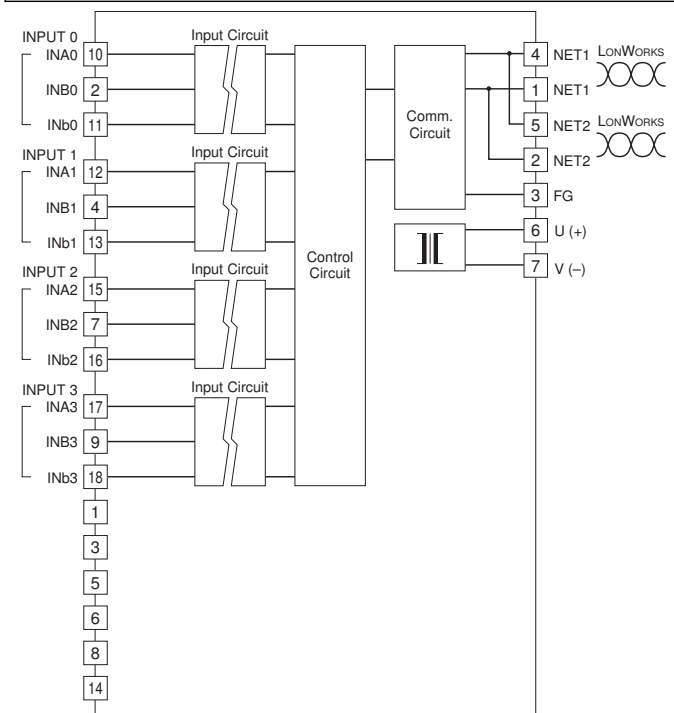 INPUT 0
Input Circuit
INA0 10
INB0 2
INb0 11
INPUT 1
Input Circuit
INA1 12
INB1 4
INb1 13
INPUT 2
Input Circuit
INA2 15
INB2 7
INb2 16
INPUT 3
Input Circuit
INA3 17
INB3 9
INb3 18
1
3
5
6
8
14
Control
Circuit
Comm.
Circuit
4 NET1 LONWORKS
1 NET1
5 NET2 LONWORKS
2 NET2
3 FG
6 U (+)
7 V (–)